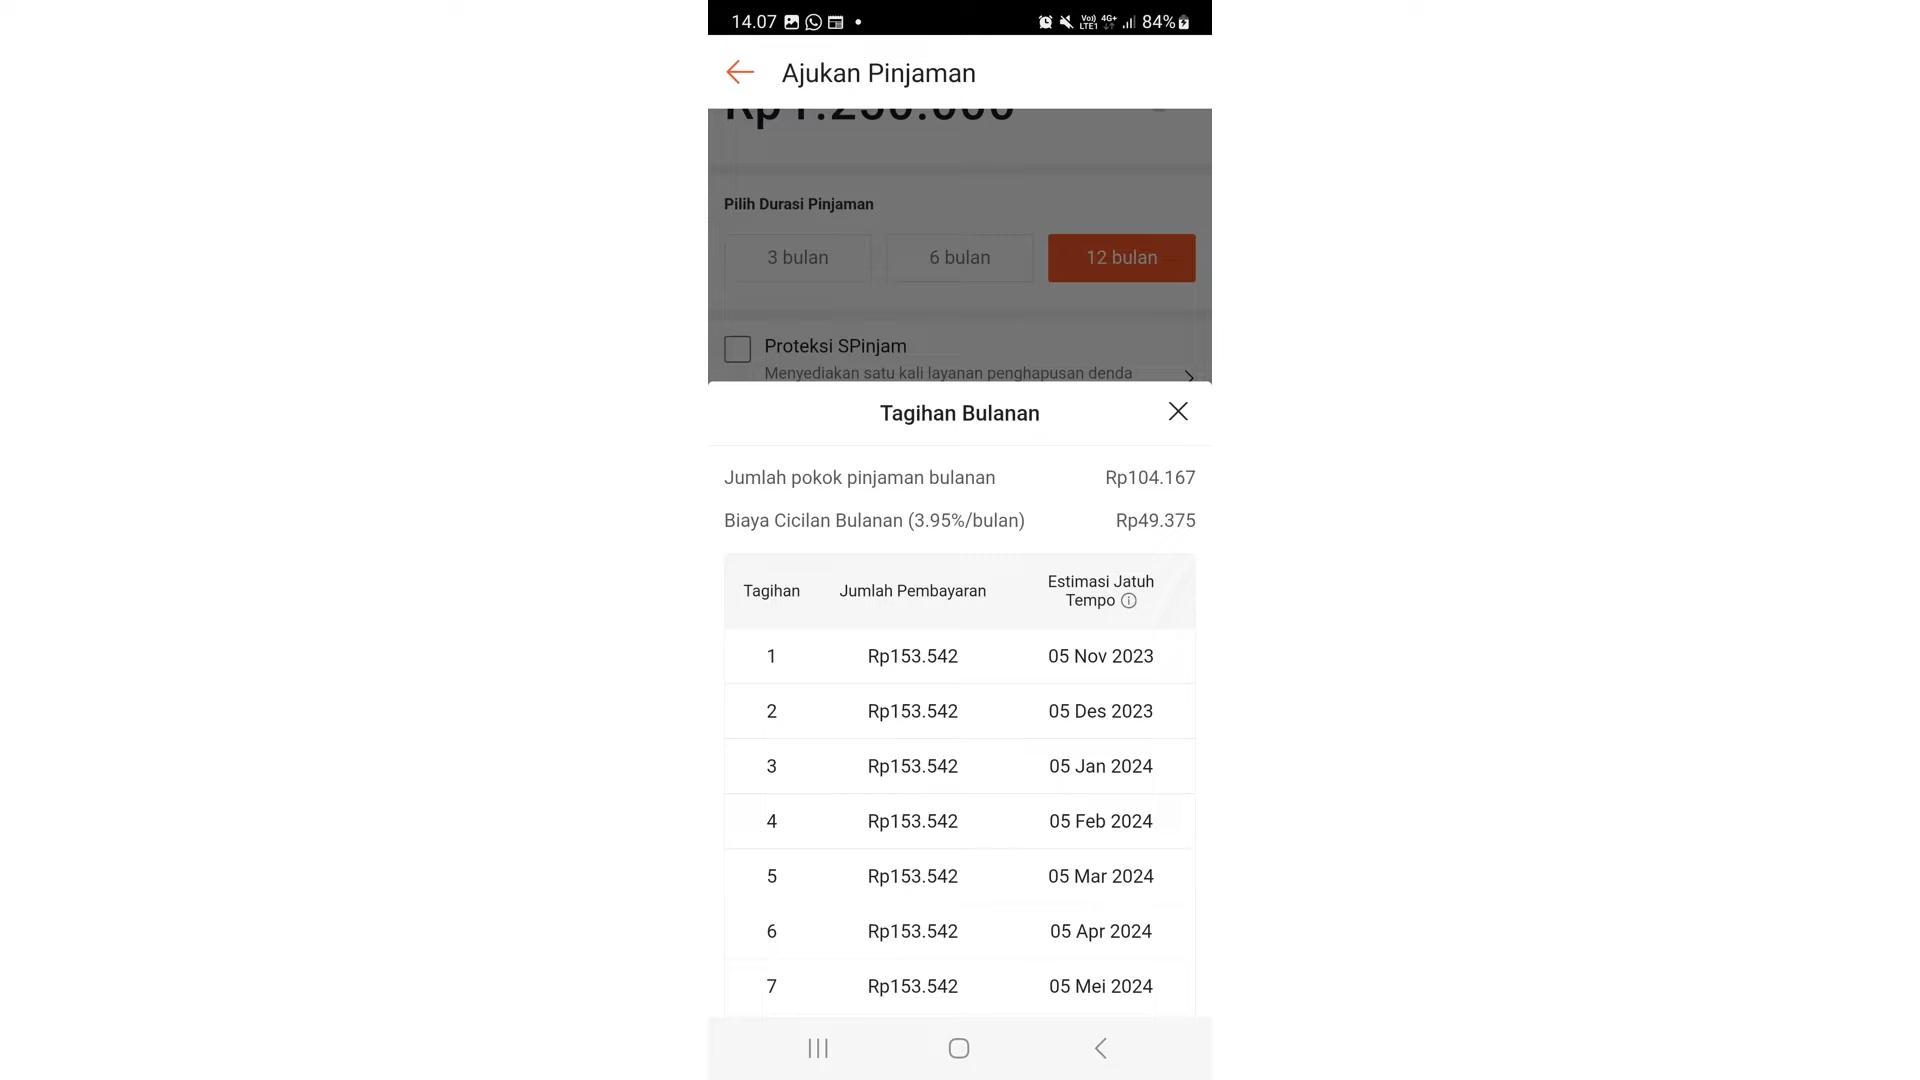 14.07 84%
Ajukan Pinjaman
Rp1.250.000
Pilih Durasi Pinjaman
3 bulan 6 bulan 12 bulan
Proteksi SPinjam
Menyediakan satu kali layanan penghapusan denda
Tagihan Bulanan
Jumlah pokok pinjaman bulanan Rp104.167
Biaya Cicilan Bulanan (3.95%/bulan) Rp49.375
Tagihan Jumlah Pembayaran Estimasi Jatuh Tempo
1 Rp153.542 05 Nov 2023
2 Rp153.542 05 Des 2023
3 Rp153.542 05 Jan 2024
4 Rp153.542 05 Feb 2024
5 Rp153.542 05 Mar 2024
6 Rp153.542 05 Apr 2024
7 Rp153.542 05 Mei 2024